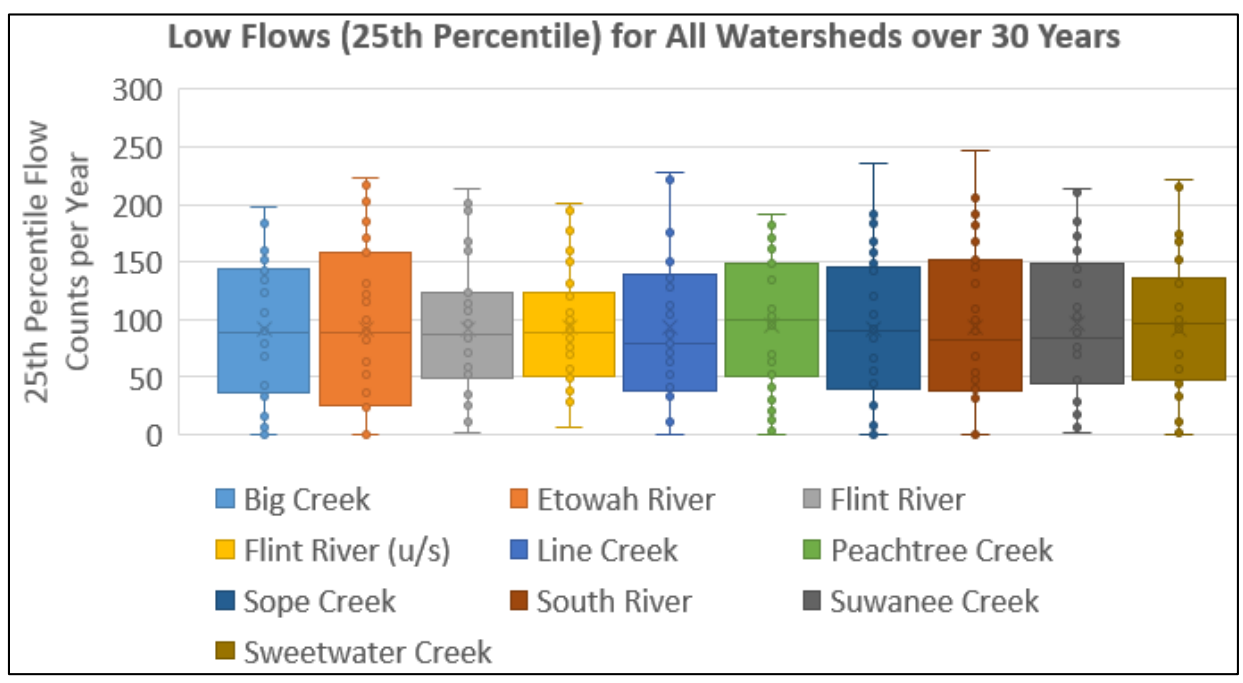 Low Flows (25th Percentile) for All Watersheds over 30 Years
25th Percentile Flow
Counts per Year
300
250
200
150
100
50
0
Big Creek
Etowah River
Flint River
Flint River (u/s)
Line Creek
Peachtree Creek
Sope Creek
South River
Suwanee Creek
Sweetwater Creek